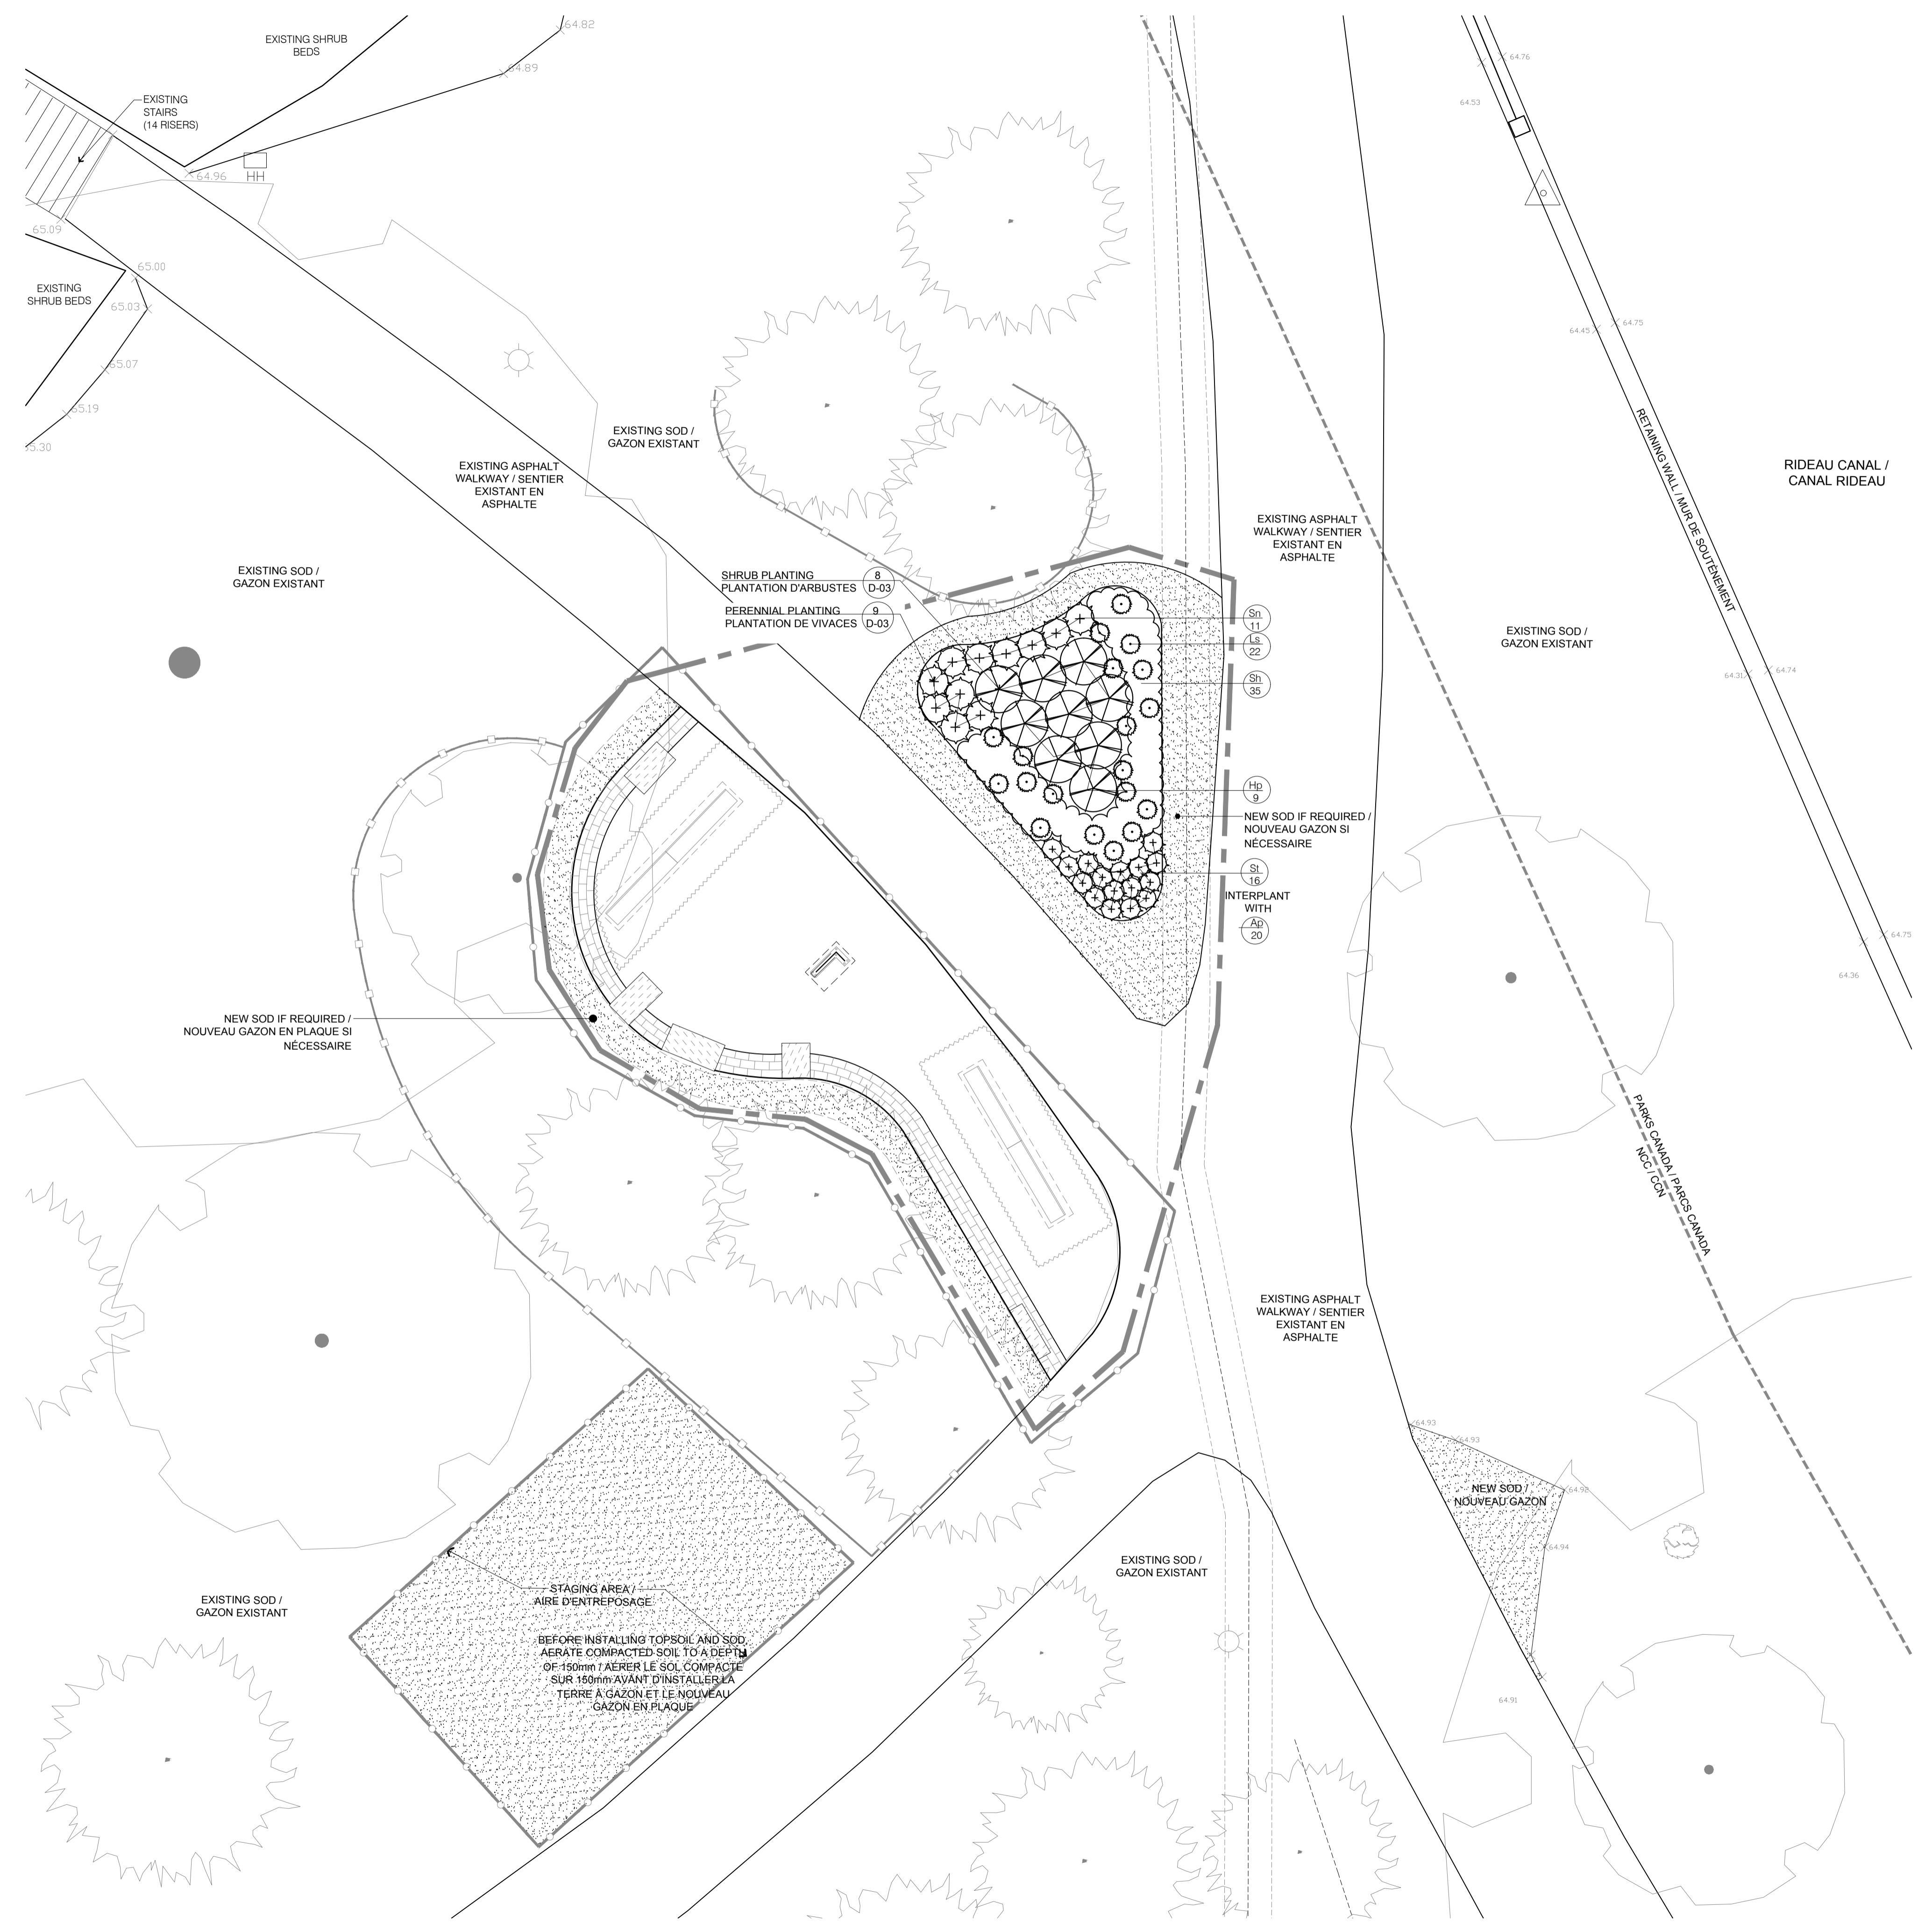 64.82
EXISTING SHRUB
BEDS
64.89
64.76
EXISTING
STAIRS
(14 RISERS)
64.53
64.96
HH
65.09
65.00
EXISTING
SHRUB BEDS
65.03
64.45
64.75
65.07
65.19
EXISTING SOD /
GAZON EXISTANT
EXISTING ASPHALT
WALKWAY / SENTIER
EXISTANT EN
ASPHALTE
RETAINING WALL / MUR DE SOUTÈNEMENT
RIDEAU CANAL /
CANAL RIDEAU
EXISTING ASPHALT
WALKWAY / SENTIER
EXISTANT EN
ASPHALTE
EXISTING SOD /
GAZON EXISTANT
SHRUB PLANTING
PLANTATION D'ARBUSTES
8
D-03
PERENNIAL PLANTING
PLANTATION DE VIVACES
9
D-03
Sn
11
Ls
22
Sh
35
EXISTING SOD /
GAZON EXISTANT
64.31
64.74
Hp
9
NEW SOD IF REQUIRED /
NOUVEAU GAZON SI
NÉCESSAIRE
St
16
INTERPLANT
WITH
Ap
20
64.75
64.36
NEW SOD IF REQUIRED /
NOUVEAU GAZON EN PLAQUE SI
NÉCESSAIRE
PARKS CANADA / PARCS CANADA
NCC / CCN
EXISTING ASPHALT
WALKWAY / SENTIER
EXISTANT EN
ASPHALTE
64.93
64.93
NEW SOD /
NOUVEAU GAZON
64.92
64.94
EXISTING SOD /
GAZON EXISTANT
EXISTING SOD /
GAZON EXISTANT
STAGING AREA /
AIRE D'ENTREPOSAGE
BEFORE INSTALLING TOPSOIL AND SOD,
AERATE COMPACTED SOIL TO A DEPTH
OF 150mm / AÉRER LE SOL COMPACTÉ
SUR 150mm AVANT D'INSTALLER LA
TERRE À GAZON ET LE NOUVEAU
GAZON EN PLAQUE
64.91